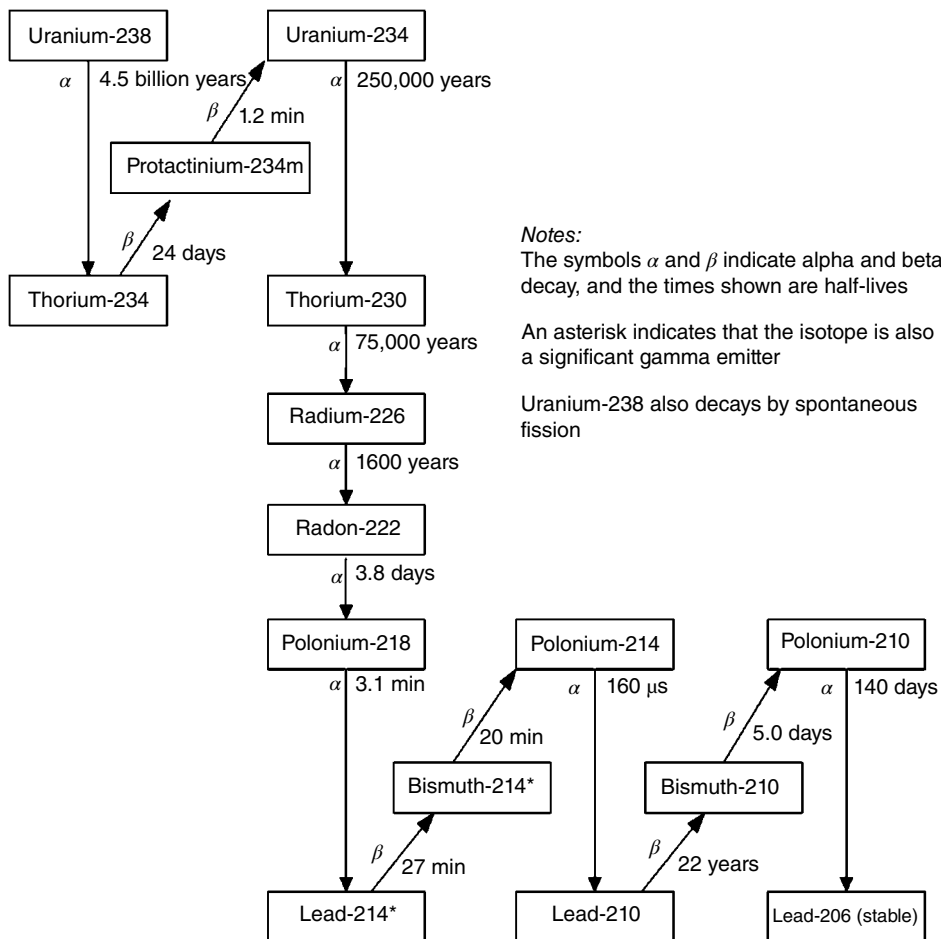 Uranium-238
Uranium-234
α 4.5 billion years
α 250,000 years
β 1.2 min
Protactinium-234m
β 24 days
Notes:
The symbols α and β indicate alpha and beta
decay, and the times shown are half-lives
Thorium-234
Thorium-230
An asterisk indicates that the isotope is also
a significant gamma emitter
α 75,000 years
Uranium-238 also decays by spontaneous
fission
Radium-226
α 1600 years
Radon-222
α 3.8 days
Polonium-218
Polonium-214
Polonium-210
α 3.1 min
α 160 μs
α 140 days
β 20 min
β 5.0 days
Bismuth-214*
Bismuth-210
β 27 min
β 22 years
Lead-214*
Lead-210
Lead-206 (stable)